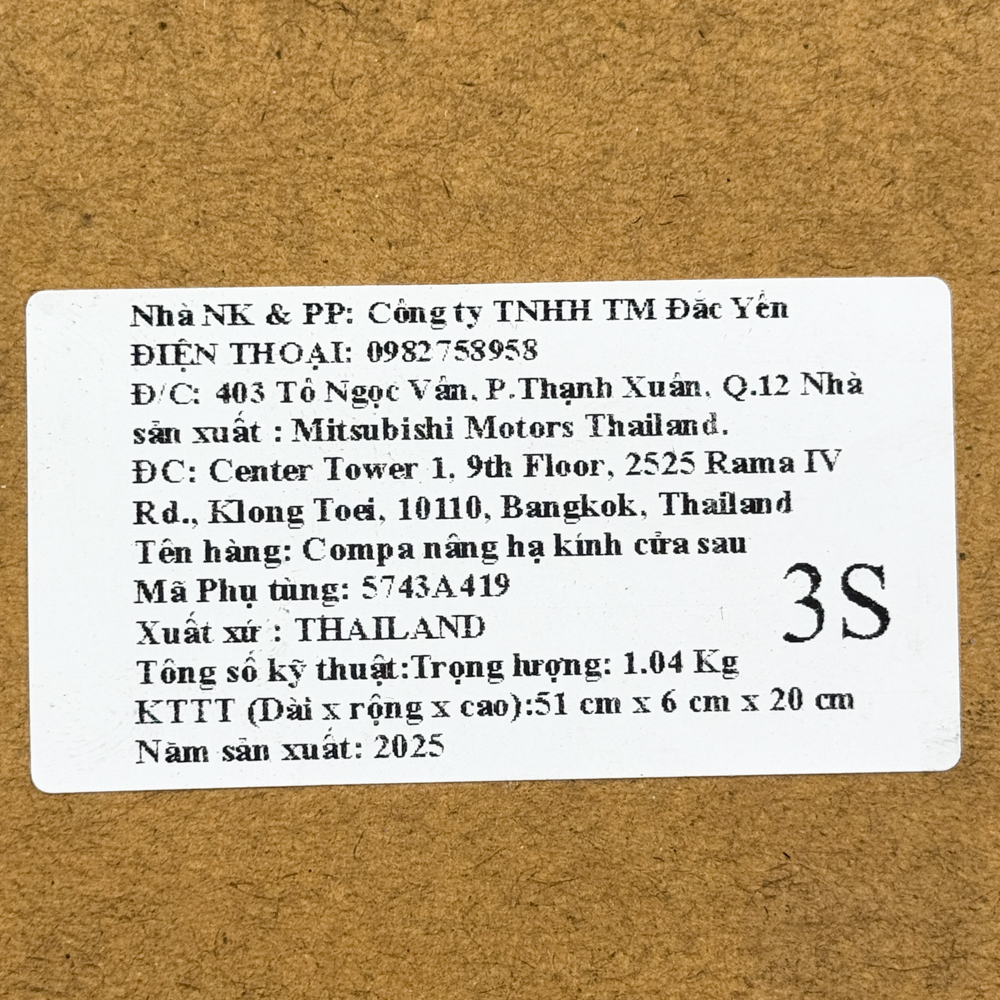 Nhà NK & PP: Công ty TNHH TM Đắc Yến
ĐIỆN THOẠI: 0982758958
Đ/C: 403 Tô Ngọc Vân, P.Thạnh Xuân, Q.12 Nhà
sản xuất : Mitsubishi Motors Thailand.
ĐC: Center Tower 1, 9th Floor, 2525 Rama IV
Rd., Klong Toei, 10110, Bangkok, Thailand
Tên hàng: Compa nâng hạ kính cửa sau
Mã Phụ tùng: 5743A419
Xuất xứ : THAILAND
3S
Tông số kỹ thuật:Trọng lượng: 1.04 Kg
KTTT (Dài x rộng x cao):51 cm x 6 cm x 20 cm
Năm sản xuất: 2025